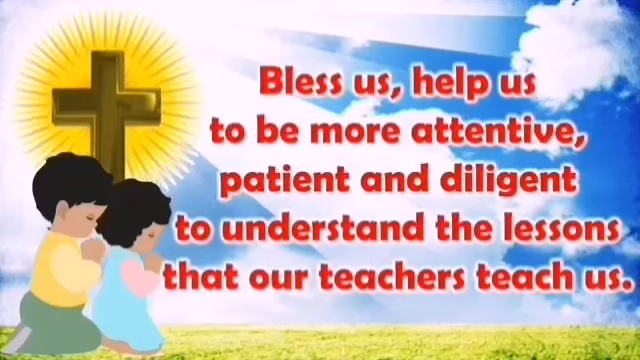 Bless us, help us
to be more attentive,
patient and diligent
to understand the lessons
that our teachers teach us.